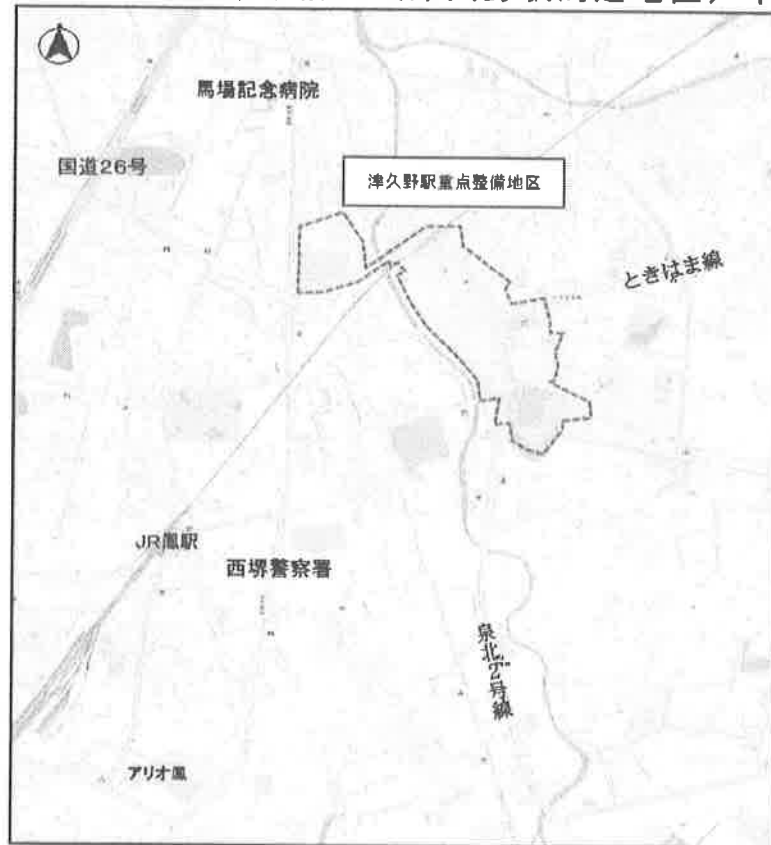 馬場記念病院
国道26号
津久野駅重点整備地区
ときはま線
JR鳳駅
西堺警察署
泉北2号線
アリオ鳳